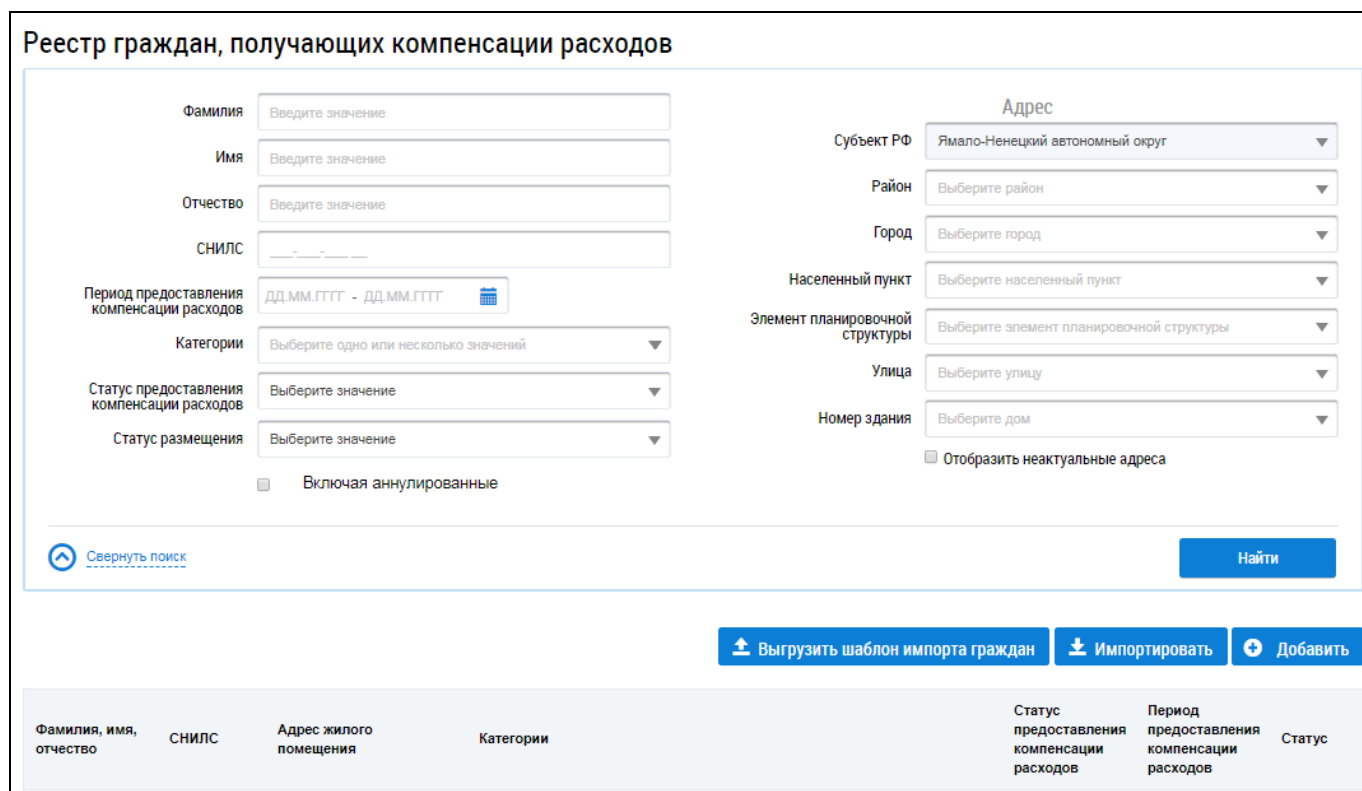 Реестр граждан, получающих компенсации расходов
Фамилия
Введите значение
Имя
Введите значение
Отчество
Введите значение
СНИЛС
___-___-___ __
Период предоставления
компенсации расходов
ДД.ММ.ГГГГ - ДД.ММ.ГГГГ
Категории
Выберите одно или несколько значений
Статус предоставления
компенсации расходов
Выберите значение
Статус размещения
Выберите значение
Включая аннулированные
Адрес
Субъект РФ
Ямало-Ненецкий автономный округ
Район
Выберите район
Город
Выберите город
Населенный пункт
Выберите населенный пункт
Элемент планировочной
структуры
Выберите элемент планировочной структуры
Улица
Выберите улицу
Номер здания
Выберите дом
Отобразить неактуальные адреса
Свернуть поиск
Найти
Выгрузить шаблон импорта граждан
Импортировать
Добавить
Фамилия, имя,
отчество
СНИЛС
Адрес жилого
помещения
Категории
Статус
предоставления
компенсации
расходов
Период
предоставления
компенсации
расходов
Статус